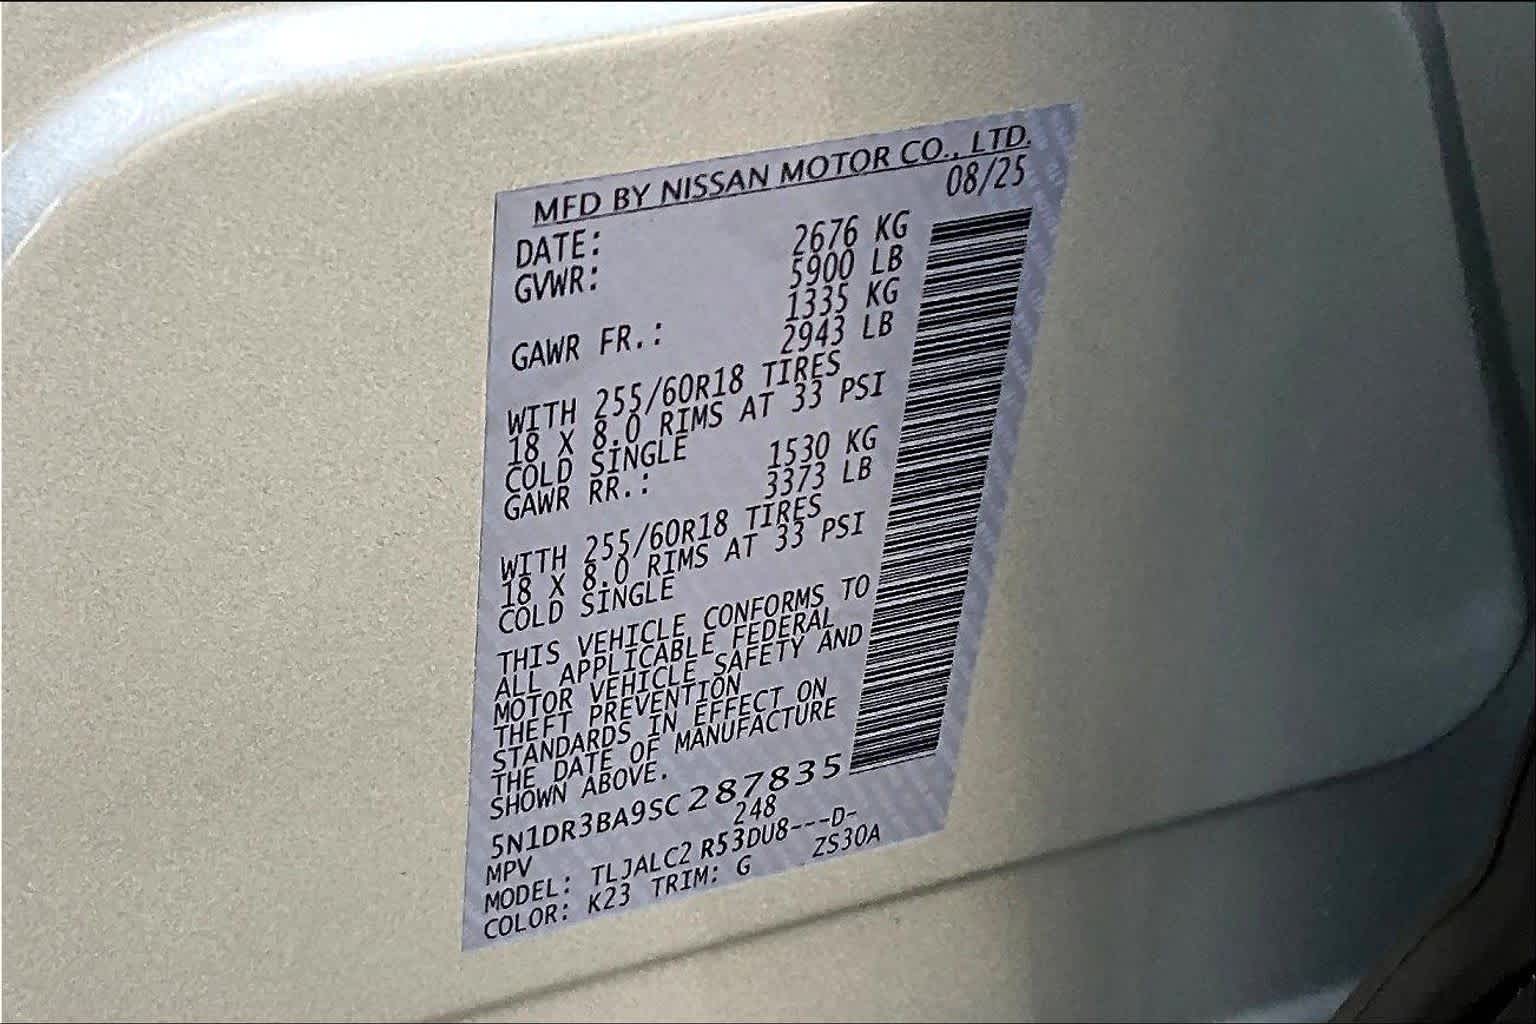 MFD BY NISSAN MOTOR CO., LTD.
DATE: 08/25
GVWR: 2676 KG
5900 LB
GAWR FR.: 1335 KG
2943 LB
WITH 255/60R18 TIRES
18 X 8.0 RIMS AT 33 PSI
COLD SINGLE
GAWR RR.: 1530 KG
3373 LB
WITH 255/60R18 TIRES
18 X 8.0 RIMS AT 33 PSI
COLD SINGLE
THIS VEHICLE CONFORMS TO
ALL APPLICABLE FEDERAL
MOTOR VEHICLE SAFETY AND
THEFT PREVENTION
STANDARDS IN EFFECT ON
THE DATE OF MANUFACTURE
SHOWN ABOVE.
5N1DR3BA9SC287835
MPV 248
MODEL: TLJALC2 R53DU8---D-
COLOR: K23 TRIM: G ZS30A